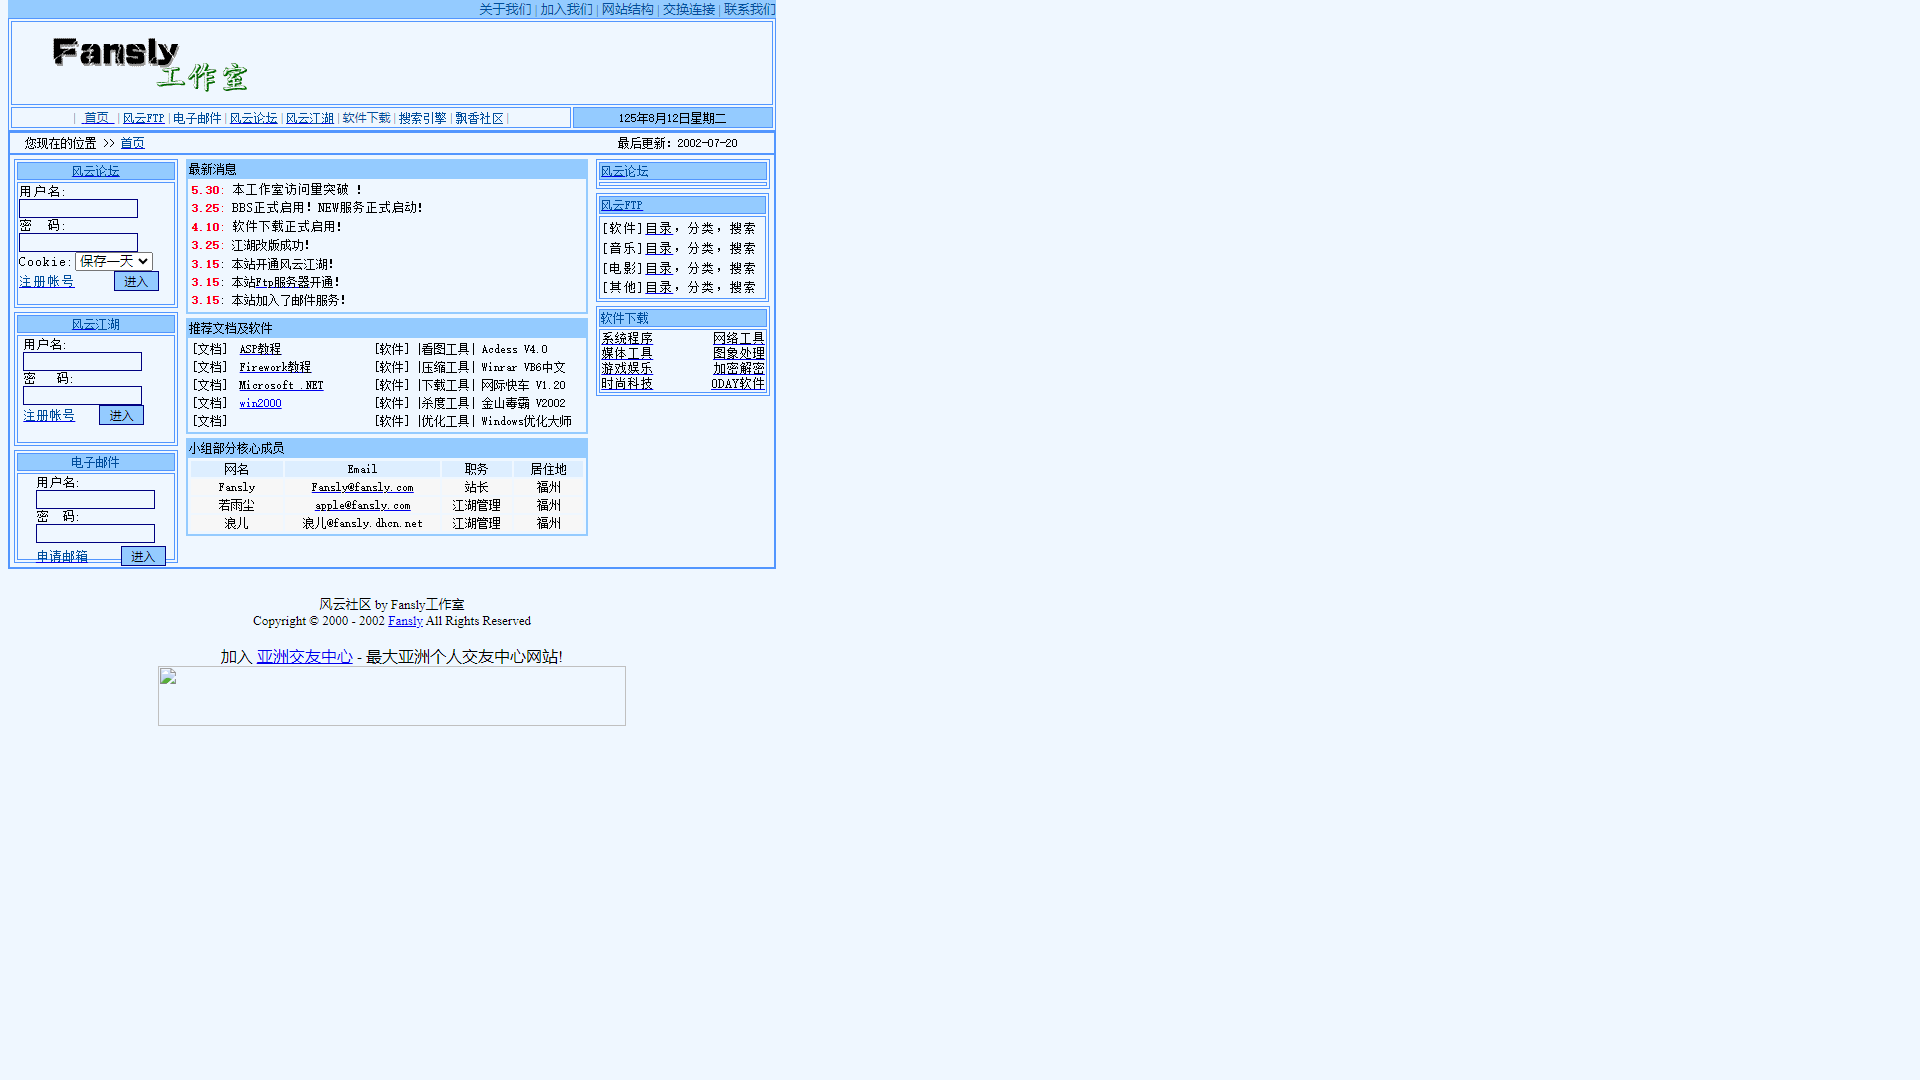 关于我们 | 加入我们 | 网站结构 | 交换连接 | 联系我们
Fansly
工作室
| 首页 | 风云FTP | 电子邮件 | 风云论坛 | 风云江湖 | 软件下载 | 搜索引擎 | 飘香社区 |
125年8月12日星期二
您现在的位置 >> 首页
最后更新：2002-07-20
风云论坛
用户名:
密 码:
Cookie: 保存一天
注册帐号 进入
风云江湖
用户名:
密 码:
注册帐号 进入
电子邮件
用户名:
密 码:
申请邮箱 进入
最新消息
5.30: 本工作室访问量突破 ！
3.25: BBS正式启用！NEW服务正式启动！
4.10: 软件下载正式启用！
3.25: 江湖改版成功！
3.15: 本站开通风云江湖！
3.15: 本站Ftp服务器开通！
3.15: 本站加入了邮件服务！
推荐文档及软件
[文档] ASP教程 [软件] |看图工具| Acdess V4.0
[文档] Firework教程 [软件] |压缩工具| Winrar VB6中文
[文档] Microsoft .NET [软件] |下载工具| 网际快车 V1.20
[文档] win2000 [软件] |杀度工具| 金山毒霸 V2002
[文档] [软件] |优化工具| Windows优化大师
小组部分核心成员
网名 Email 职务 居住地
Fansly Fansly@fansly.com 站长 福州
若雨尘 apple@fansly.com 江湖管理 福州
浪儿 浪儿@fansly.dhcn.net 江湖管理 福州
风云论坛
风云FTP
[软件]目录，分类，搜索
[音乐]目录，分类，搜索
[电影]目录，分类，搜索
[其他]目录，分类，搜索
软件下载
系统程序 网络工具
媒体工具 图象处理
游戏娱乐 加密解密
时尚科技 ODAY软件
风云社区 by Fansly工作室
Copyright © 2000 - 2002 Fansly All Rights Reserved
加入 亚洲交友中心 - 最大亚洲个人交友中心网站!